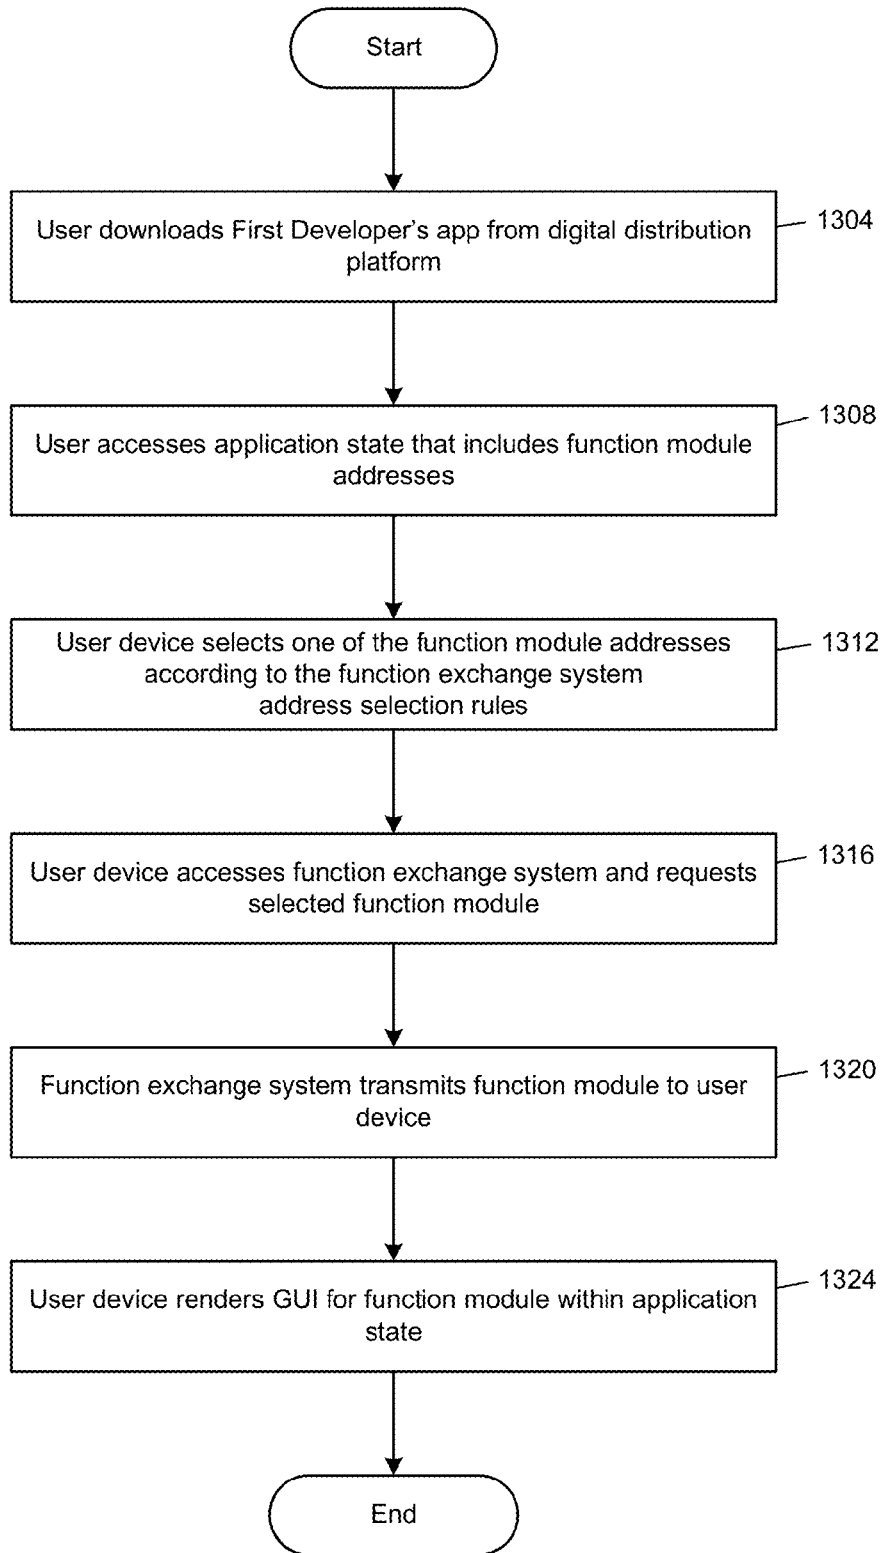 Start
User downloads First Developer's app from digital distribution
platform
1304
User accesses application state that includes function module
addresses
1308
User device selects one of the function module addresses
according to the function exchange system
address selection rules
1312
User device accesses function exchange system and requests
selected function module
1316
Function exchange system transmits function module to user
device
1320
User device renders GUI for function module within application
state
1324
End